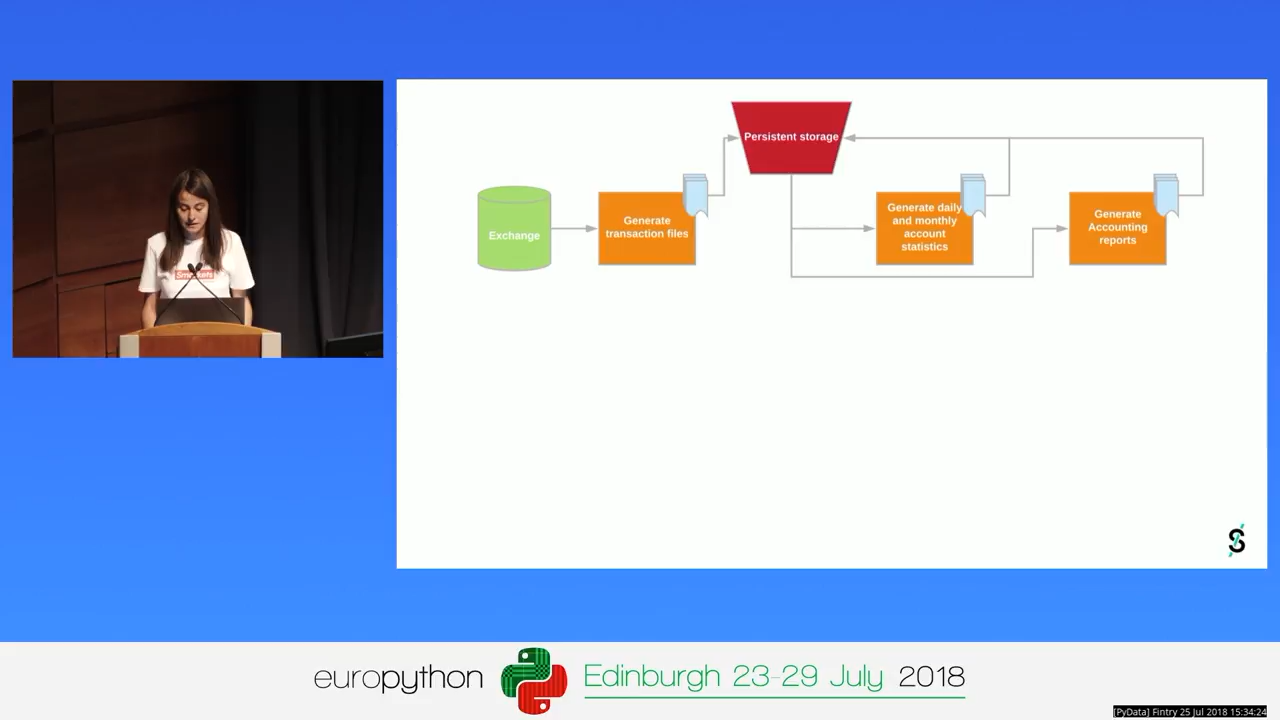 Persistent storage
Exchange
Generate
transaction files
Generate daily
and monthly
account
statistics
Generate
Accounting
reports
Smarkets
europython
Edinburgh 23-29 July 2018
[PyData] Fintry 25 Jul 2018 15:34:24